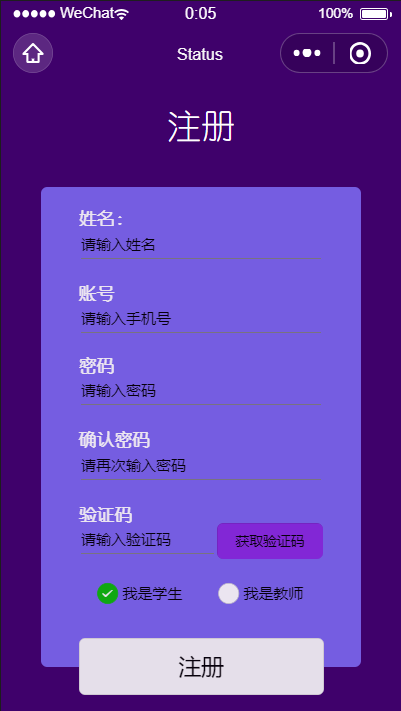 WeChat 0:05 100%
Status
注册
姓名:
请输入姓名
账号
请输入手机号
密码
请输入密码
确认密码
请再次输入密码
验证码
请输入验证码 获取验证码
我是学生 我是教师
注册